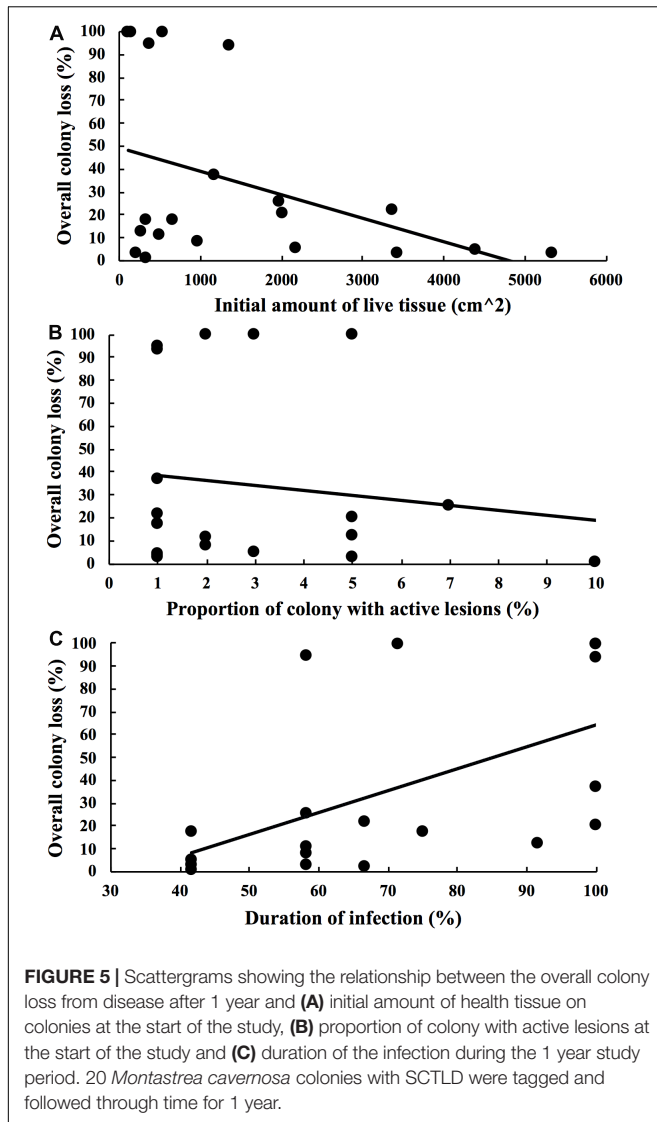 A
Overall colony loss (%)
100
90
80
70
60
50
40
30
20
10
0
0 1000 2000 3000 4000 5000 6000
Initial amount of live tissue (cm^2)
B
Overall colony loss (%)
100
90
80
70
60
50
40
30
20
10
0
0 1 2 3 4 5 6 7 8 9 10
Proportion of colony with active lesions (%)
C
Overall colony loss (%)
100
90
80
70
60
50
40
30
20
10
0
30 40 50 60 70 80 90 100
Duration of infection (%)
FIGURE 5 | Scattergrams showing the relationship between the overall colony
loss from disease after 1 year and (A) initial amount of health tissue on
colonies at the start of the study, (B) proportion of colony with active lesions at
the start of the study and (C) duration of the infection during the 1 year study
period. 20 Montastrea cavernosa colonies with SCTLD were tagged and
followed through time for 1 year.